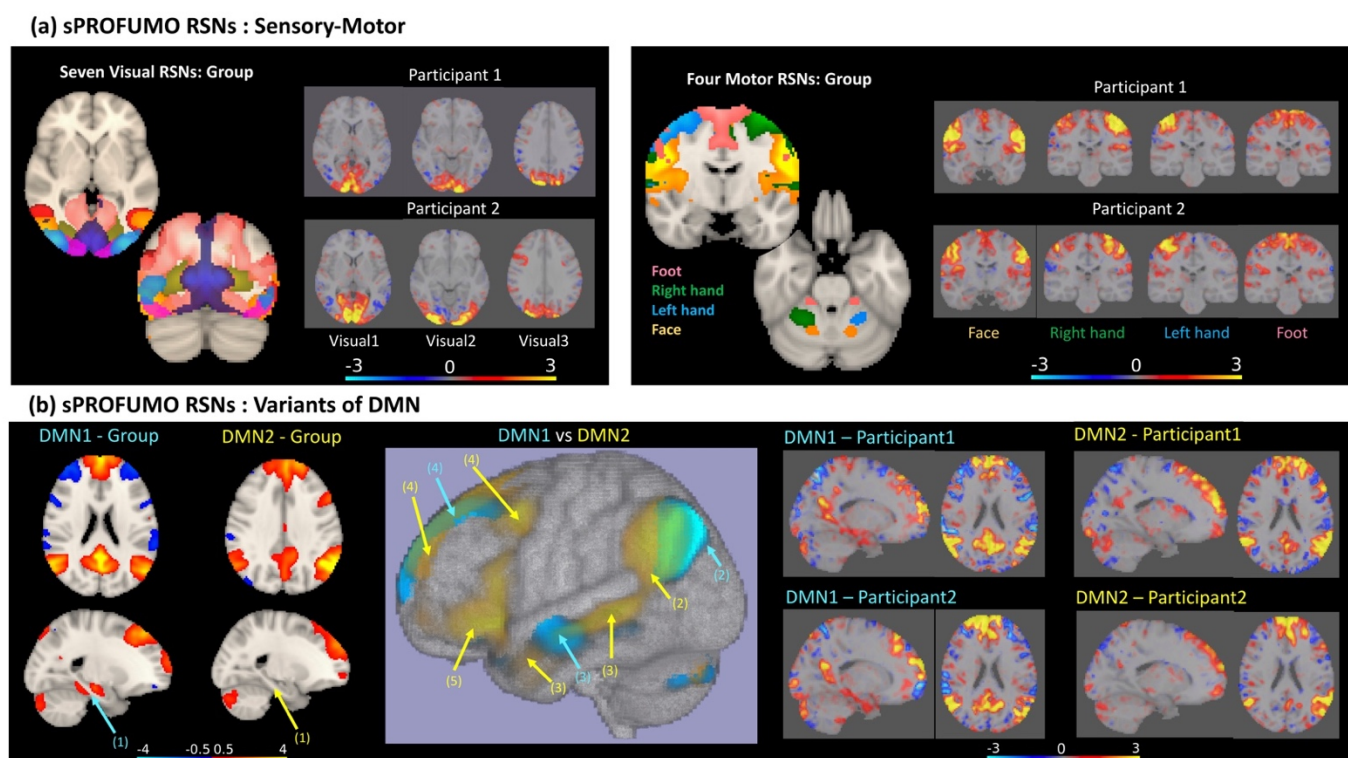 (a) sPROFUMO RSNs : Sensory-Motor
Seven Visual RSNs: Group
Participant 1
Participant 2
Visual1
Visual2
Visual3
-3
0
3
Four Motor RSNs: Group
Foot
Right hand
Left hand
Face
Participant 1
Participant 2
Face
Right hand
Left hand
Foot
-3
0
3
(b) sPROFUMO RSNs : Variants of DMN
DMN1 - Group
DMN2 - Group
(1)
(1)
-4
-0.5 0.5
4
DMN1 vs DMN2
(4)
(4)
(4)
(2)
(2)
(3)
(3)
(3)
(5)
DMN1 – Participant1
DMN2 - Participant1
DMN1 – Participant2
DMN2 – Participant2
-3
0
3